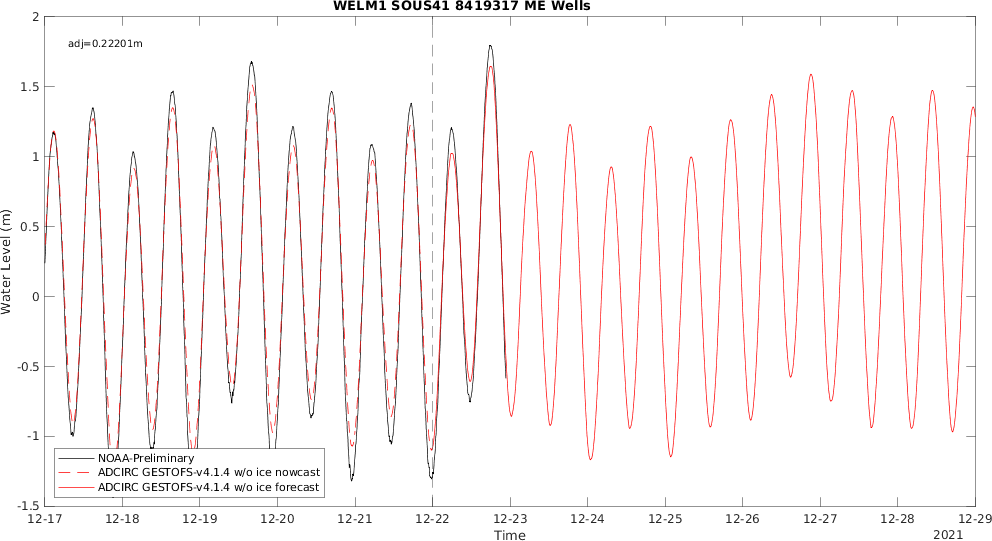 WELM1 SOUS41 8419317 ME Wells
adj=0.22201m
Water Level (m)
2
1.5
1
0.5
0
-0.5
-1
-1.5
NOAA-Preliminary
ADCIRC GESTOFS-v4.1.4 w/o ice nowcast
ADCIRC GESTOFS-v4.1.4 w/o ice forecast
12-17 12-18 12-19 12-20 12-21 12-22 12-23 12-24 12-25 12-26 12-27 12-28 12-29
Time
2021